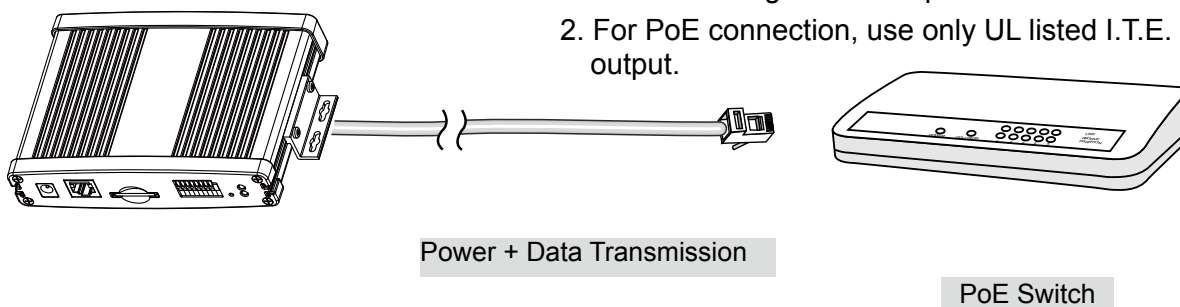 2. For PoE connection, use only UL listed I.T.E.
output.
Power + Data Transmission
PoE Switch